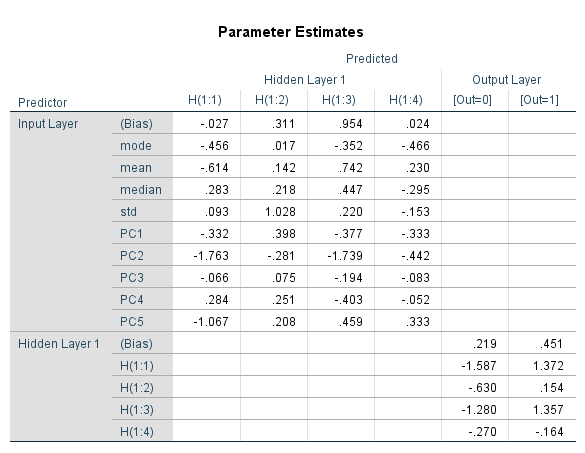 Parameter Estimates
Predicted
Hidden Layer 1 Output Layer
Predictor H(1:1) H(1:2) H(1:3) H(1:4) [Out=0] [Out=1]
Input Layer (Bias) -.027 .311 .954 .024
mode -.456 .017 -.352 -.466
mean -.614 .142 .742 .230
median .283 .218 .447 -.295
std .093 1.028 .220 -.153
PC1 -.332 .398 -.377 -.333
PC2 -1.763 -.281 -1.739 -.442
PC3 -.066 .075 -.194 -.083
PC4 .284 .251 -.403 -.052
PC5 -1.067 .208 .459 .333
Hidden Layer 1 (Bias) .219 .451
H(1:1) -1.587 1.372
H(1:2) -.630 .154
H(1:3) -1.280 1.357
H(1:4) -.270 -.164